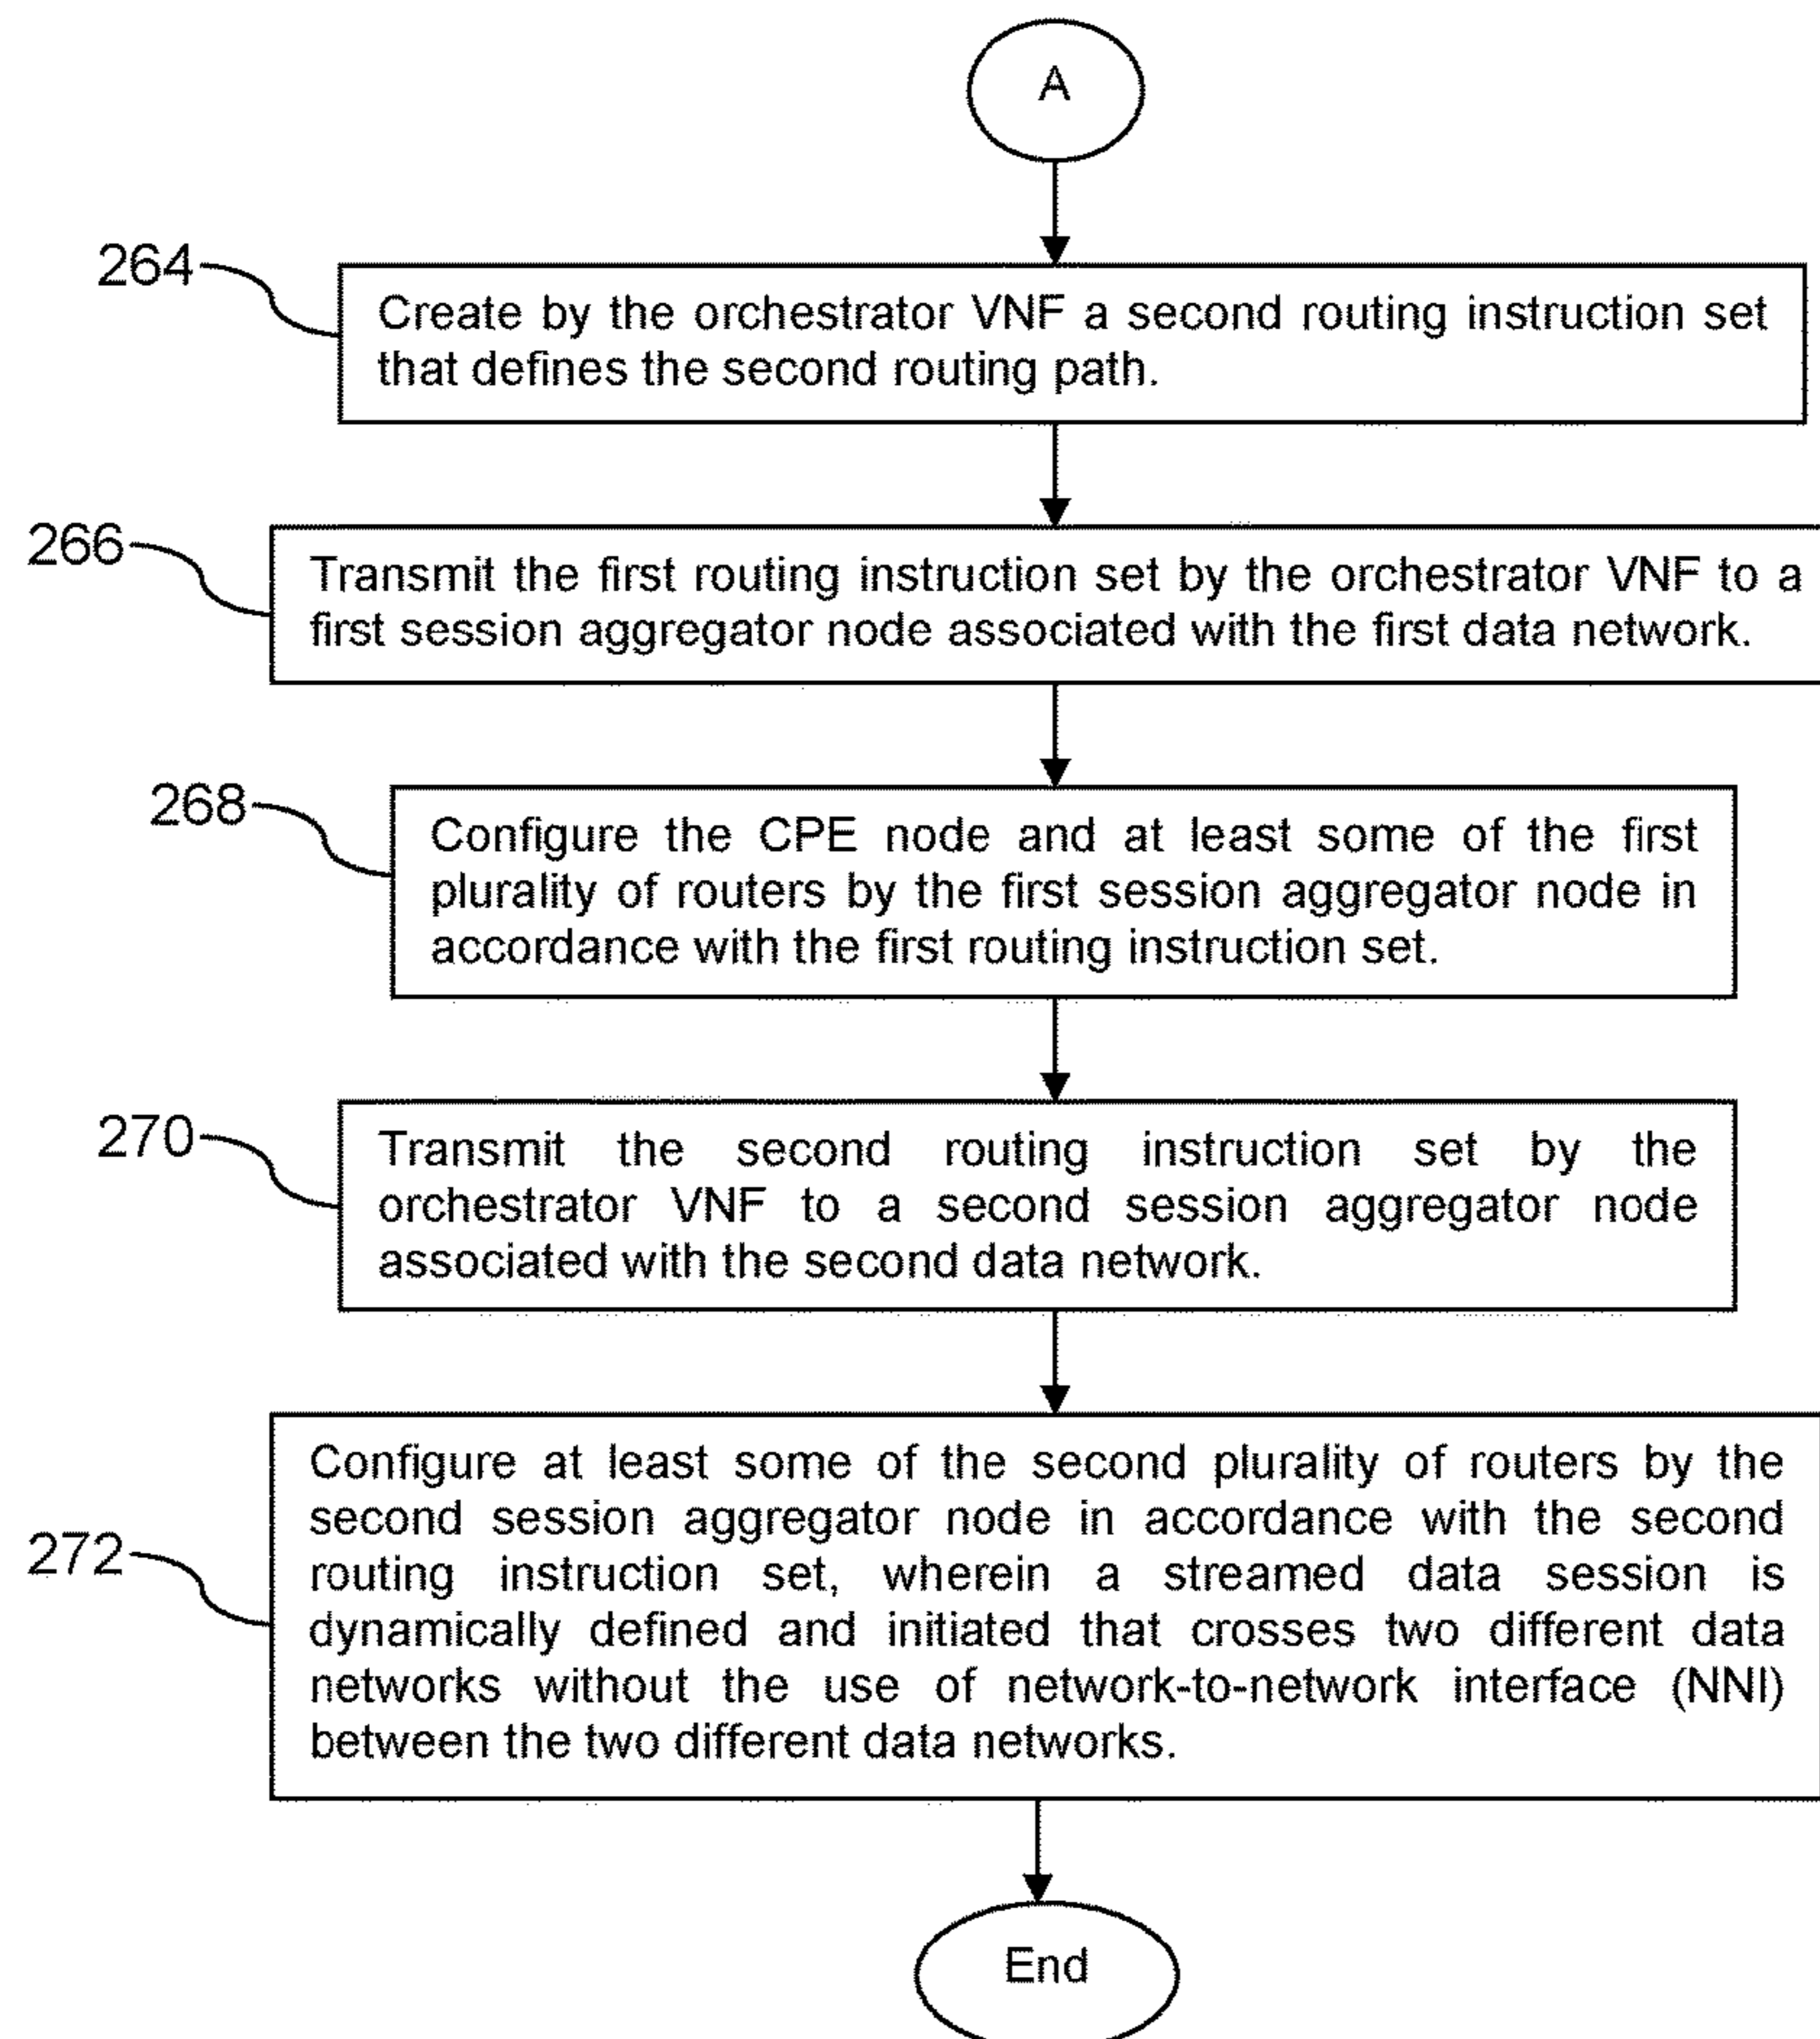 A
264
Create by the orchestrator VNF a second routing instruction set
that defines the second routing path.
266
Transmit the first routing instruction set by the orchestrator VNF to a
first session aggregator node associated with the first data network.
268
Configure the CPE node and at least some of the first
plurality of routers by the first session aggregator node in
accordance with the first routing instruction set.
270
Transmit the second routing instruction set by the
orchestrator VNF to a second session aggregator node
associated with the second data network.
272
Configure at least some of the second plurality of routers by the
second session aggregator node in accordance with the second
routing instruction set, wherein a streamed data session is
dynamically defined and initiated that crosses two different data
networks without the use of network-to-network interface (NNI)
between the two different data networks.
End